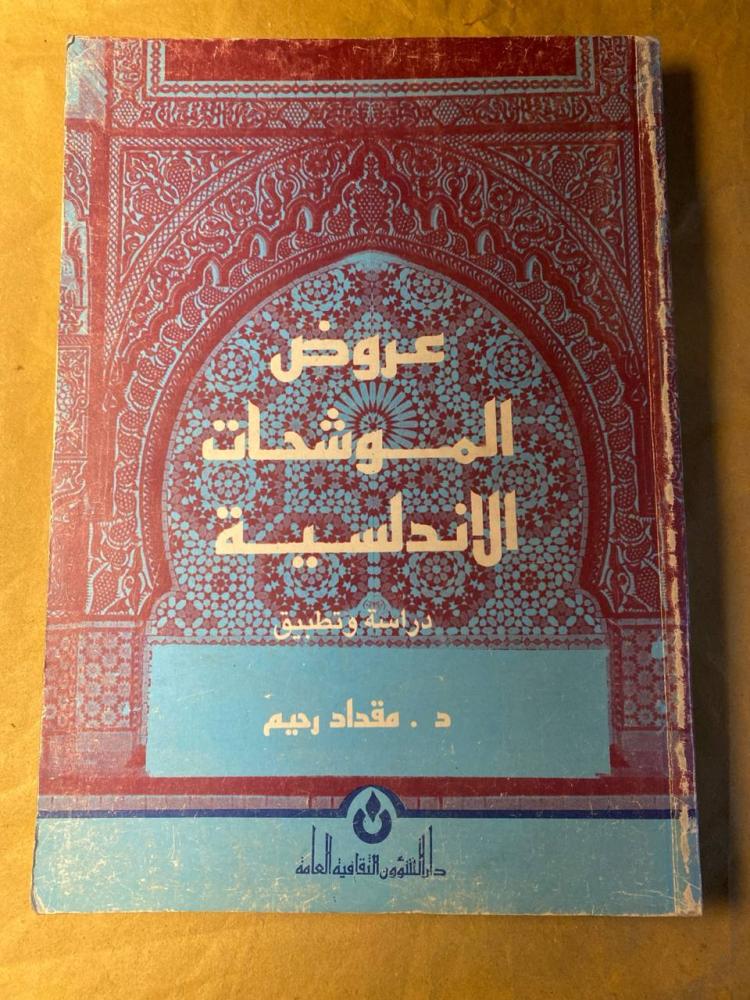 عروض
الموشحات
الاندلسية
دراسة وتطبيق
د . مقداد رحيم
دار الشؤون الثقافية العامة